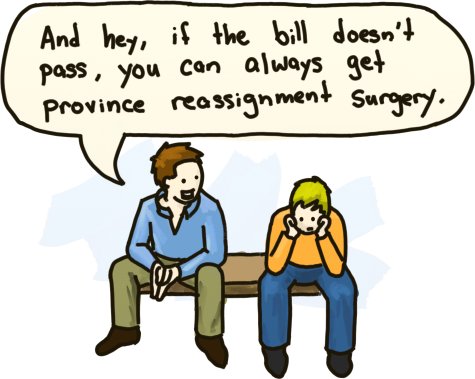 And hey, if the bill doesn't
pass, you can always get
province reassignment surgery.